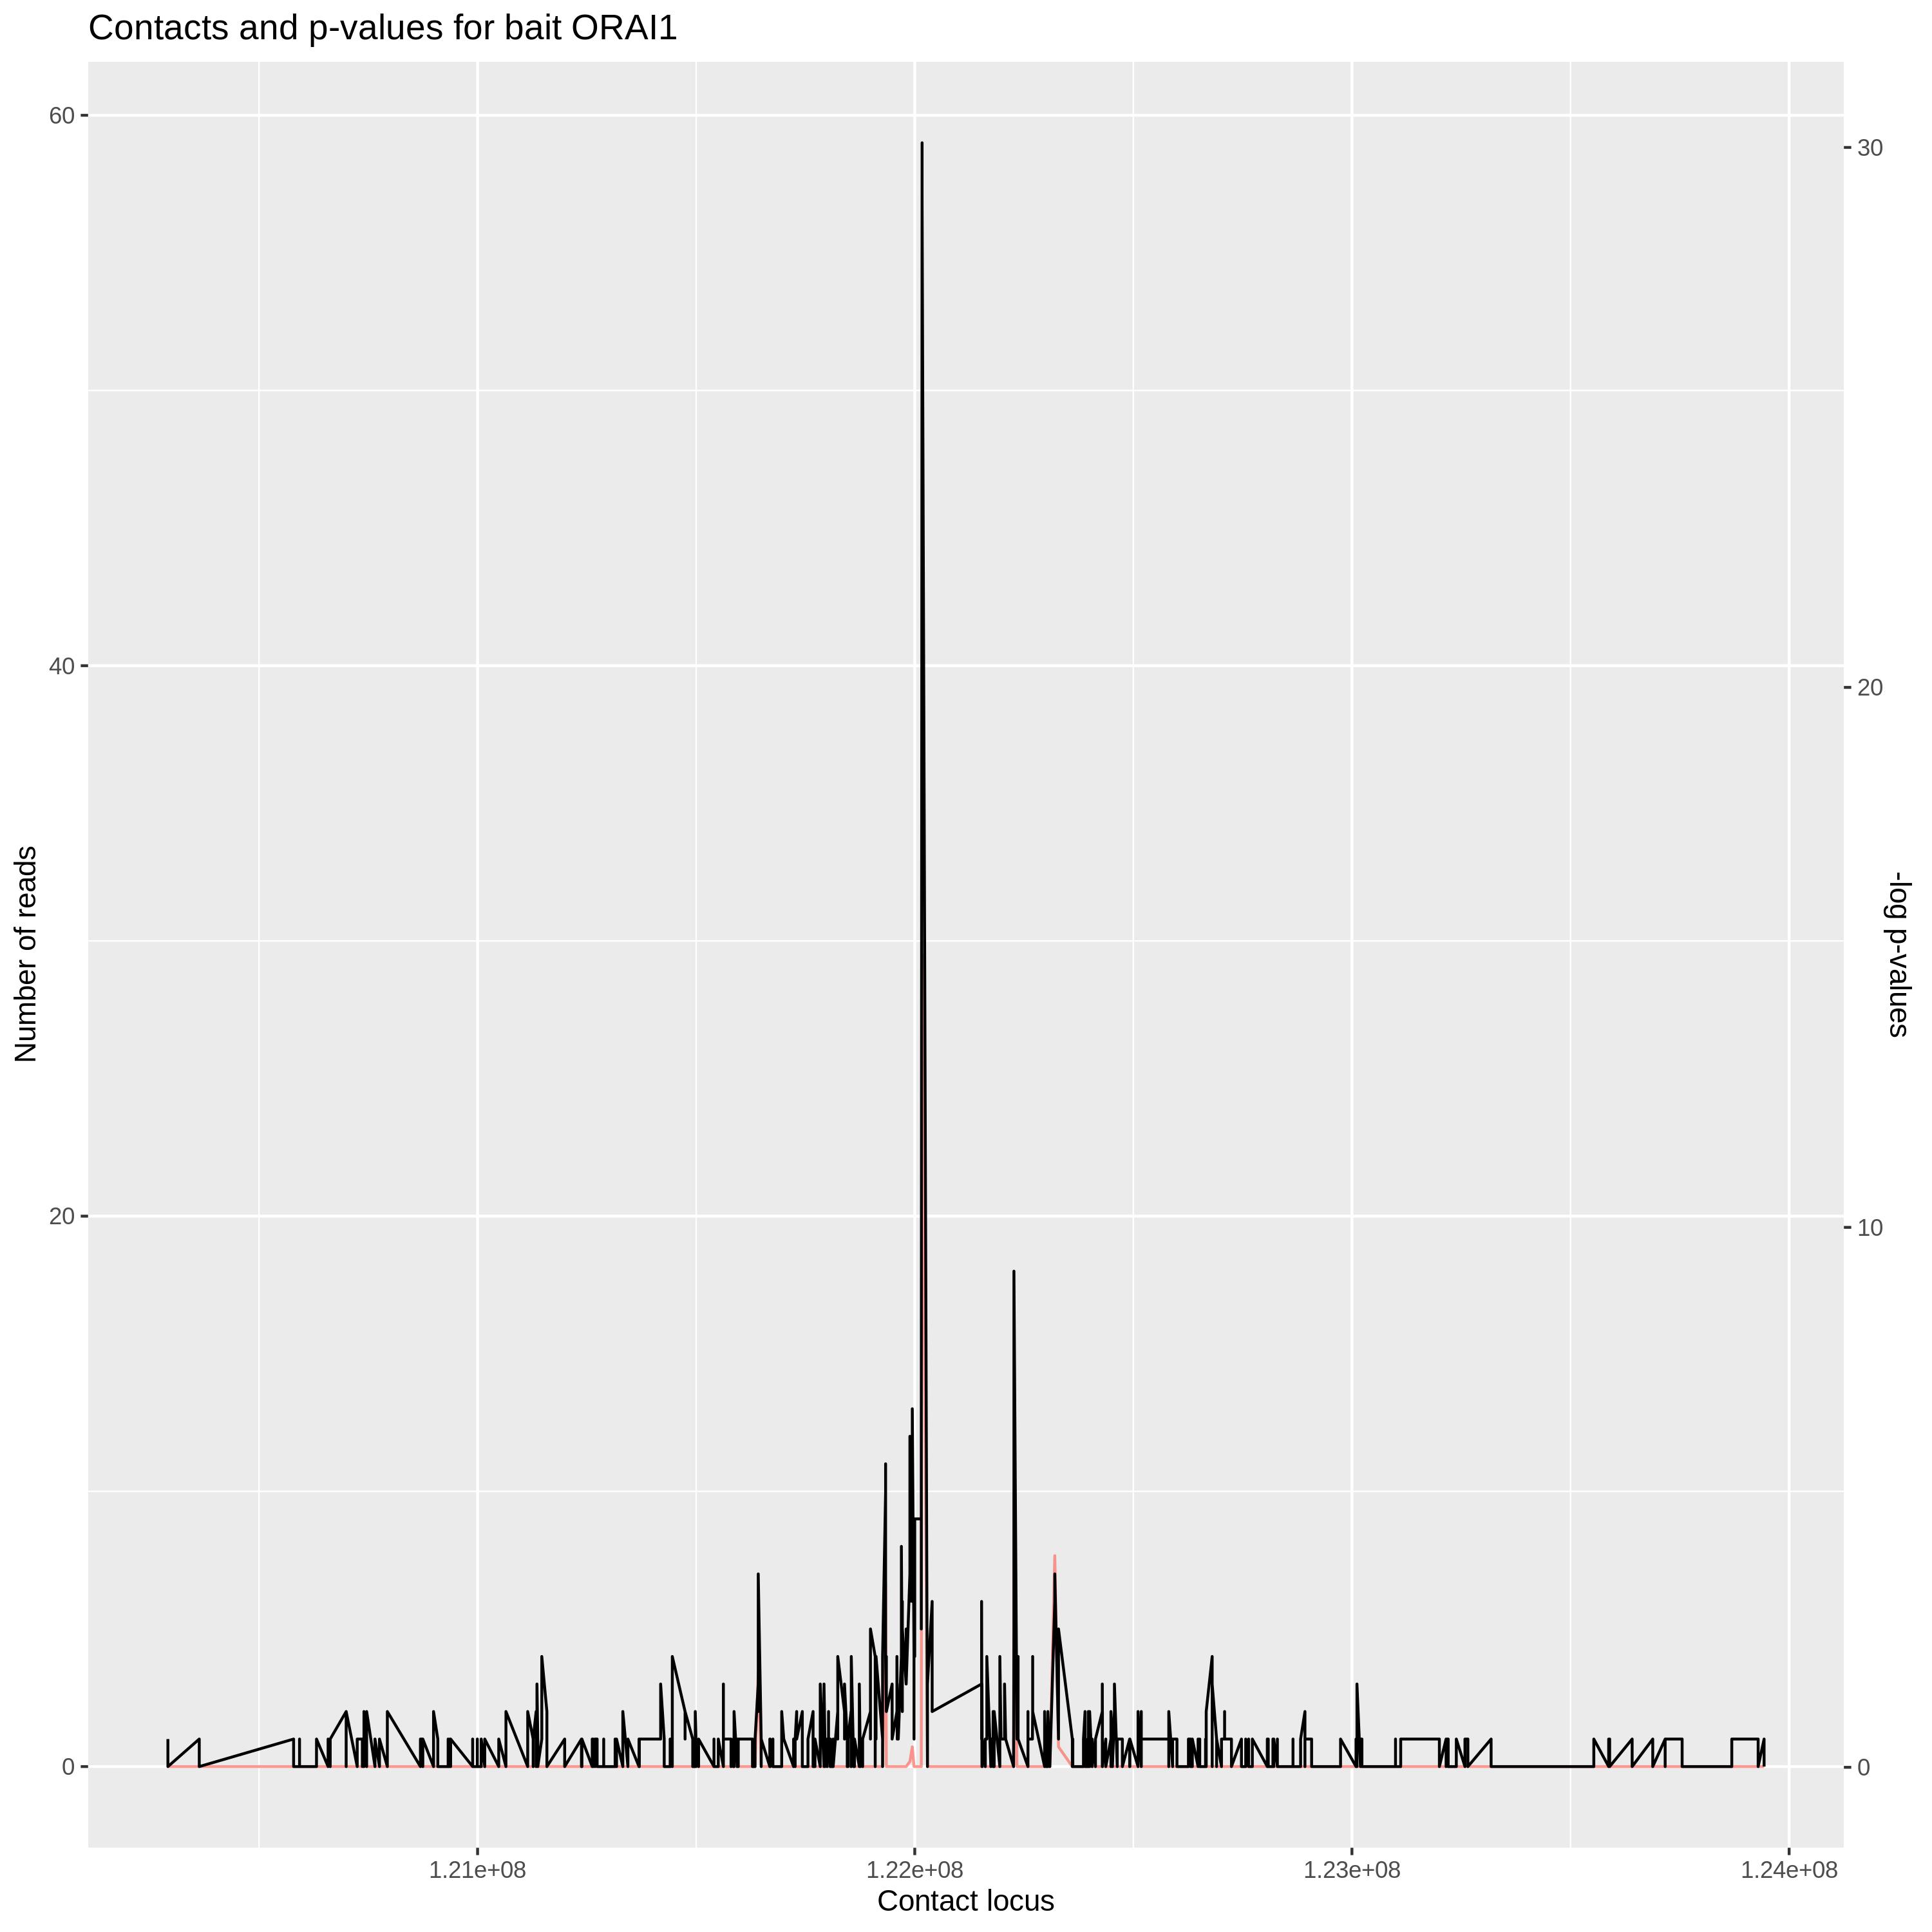 Contacts and p-values for bait ORAI1
60
40
20
0
30
20
10
0
Number of reads
-log p-values
1.21e+08
1.22e+08
1.23e+08
1.24e+08
Contact locus